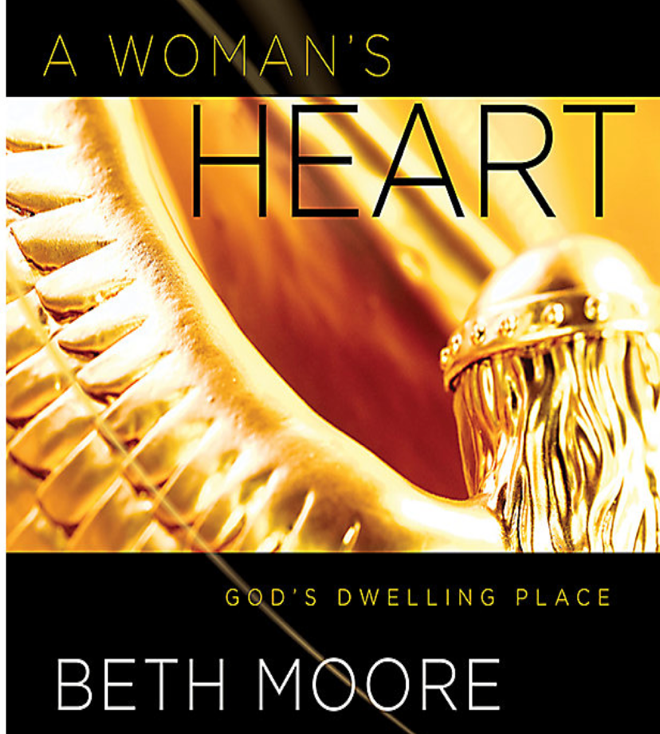 A WOMAN'S
HEART
GOD'S DWELLING PLACE
BETH MOORE